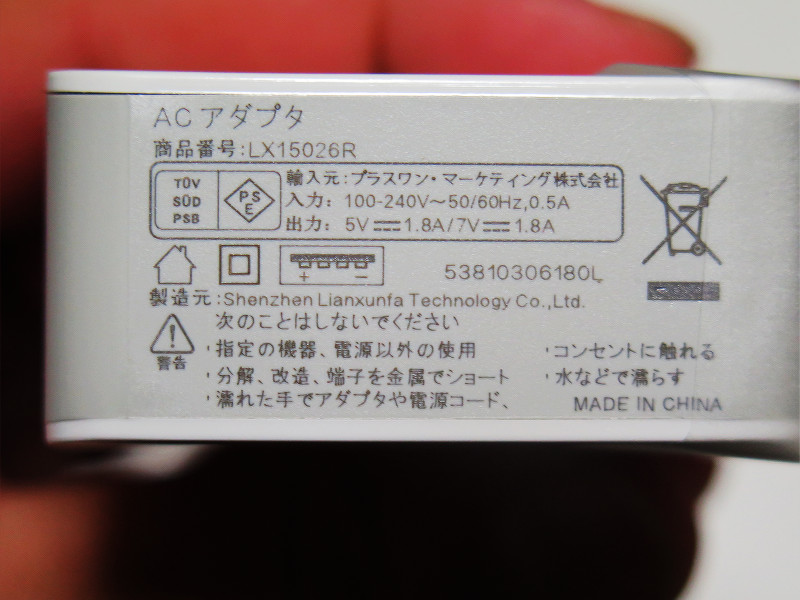 ACアダプタ
商品番号:LX15026R
TÜV
SÜD
PSB
PS
E
輸入元:プラスワン・マーケティング株式会社
入力: 100-240V～50/60Hz,0.5A
出力: 5V⎓1.8A/7V⎓1.8A
+ −
53810306180L
製造元:Shenzhen Lianxunfa Technology Co.,Ltd.
警告
次のことはしないでください
・指定の機器、電源以外の使用
・分解、改造、端子を金属でショート
・濡れた手でアダプタや電源コード、
・コンセントに触れる
・水などで濡らす
MADE IN CHINA